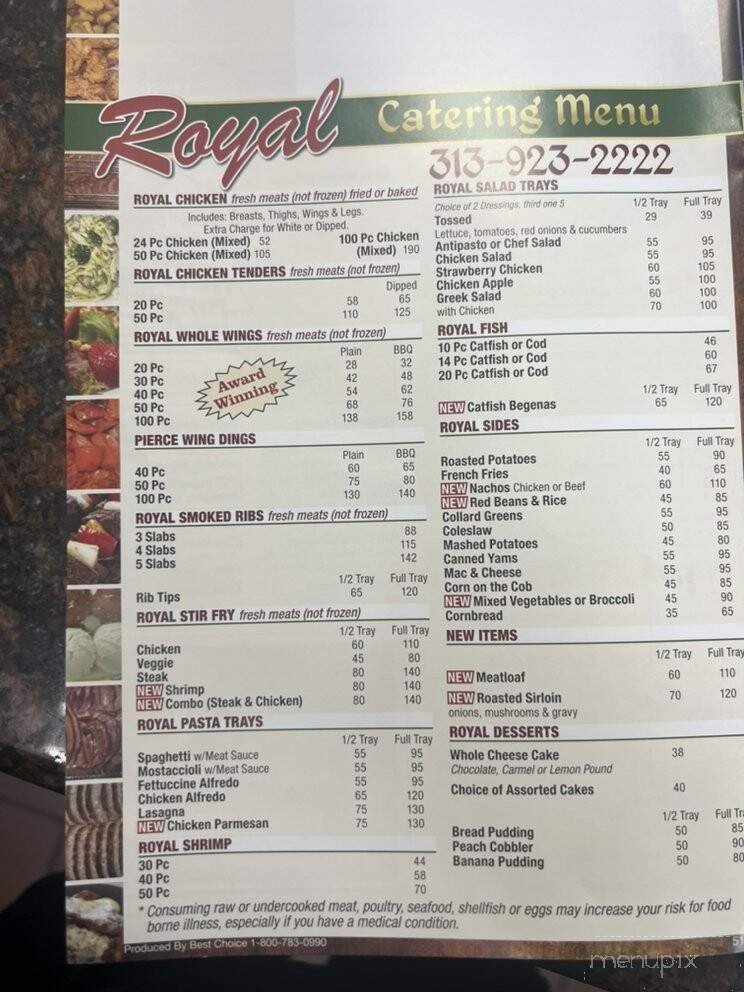 Royal Catering Menu
313-923-2222
ROYAL CHICKEN fresh meats (not frozen) fried or baked
Includes: Breasts, Thighs, Wings & Legs.
Extra Charge for White or Dipped.
24 Pc Chicken (Mixed) 52
50 Pc Chicken (Mixed) 105
100 Pc Chicken
(Mixed) 190
ROYAL CHICKEN TENDERS fresh meats (not frozen)
Dipped
20 Pc 58 65
50 Pc 110 125
ROYAL WHOLE WINGS fresh meats (not frozen)
Plain BBQ
20 Pc 28 32
30 Pc 42 48
40 Pc 54 62
50 Pc 68 76
100 Pc 138 158
Award
Winning
PIERCE WING DINGS
Plain BBQ
40 Pc 60 65
50 Pc 75 80
100 Pc 130 140
ROYAL SMOKED RIBS fresh meats (not frozen)
3 Slabs 88
4 Slabs 115
5 Slabs 142
1/2 Tray Full Tray
Rib Tips 65 120
ROYAL STIR FRY fresh meats (not frozen)
1/2 Tray Full Tray
Chicken 60 110
Veggie 45 80
Steak 80 140
NEW Shrimp 80 140
NEW Combo (Steak & Chicken) 80 140
ROYAL PASTA TRAYS
1/2 Tray Full Tray
Spaghetti w/Meat Sauce 55 95
Mostaccioli w/Meat Sauce 55 95
Fettuccine Alfredo 55 95
Chicken Alfredo 65 120
Lasagna 75 130
NEW Chicken Parmesan 75 130
ROYAL SHRIMP
30 Pc 44
40 Pc 58
50 Pc 70
ROYAL SALAD TRAYS
Choice of 2 Dressings, third one 5 1/2 Tray Full Tray
Tossed 29 39
Lettuce, tomatoes, red onions & cucumbers
Antipasto or Chef Salad 55 95
Chicken Salad 55 95
Strawberry Chicken 60 105
Chicken Apple 55 100
Greek Salad 60 100
with Chicken 70 100
ROYAL FISH
10 Pc Catfish or Cod 46
14 Pc Catfish or Cod 60
20 Pc Catfish or Cod 67
1/2 Tray Full Tray
NEW Catfish Begenas 65 120
ROYAL SIDES
1/2 Tray Full Tray
Roasted Potatoes 55 90
French Fries 40 65
NEW Nachos Chicken or Beef 60 110
NEW Red Beans & Rice 45 85
Collard Greens 55 95
Coleslaw 50 85
Mashed Potatoes 45 80
Canned Yams 55 95
Mac & Cheese 55 95
Corn on the Cob 45 85
NEW Mixed Vegetables or Broccoli 45 90
Cornbread 35 65
NEW ITEMS
1/2 Tray Full Tray
NEW Meatloaf 60 110
NEW Roasted Sirloin 70 120
onions, mushrooms & gravy
ROYAL DESSERTS
Whole Cheese Cake 38
Chocolate, Carmel or Lemon Pound
Choice of Assorted Cakes 40
1/2 Tray Full Tra
Bread Pudding 50 85
Peach Cobbler 50 90
Banana Pudding 50 80
* Consuming raw or undercooked meat, poultry, seafood, shellfish or eggs may increase your risk for food
borne illness, especially if you have a medical condition.
Produced By Best Choice 1-800-783-0990
51
menupix